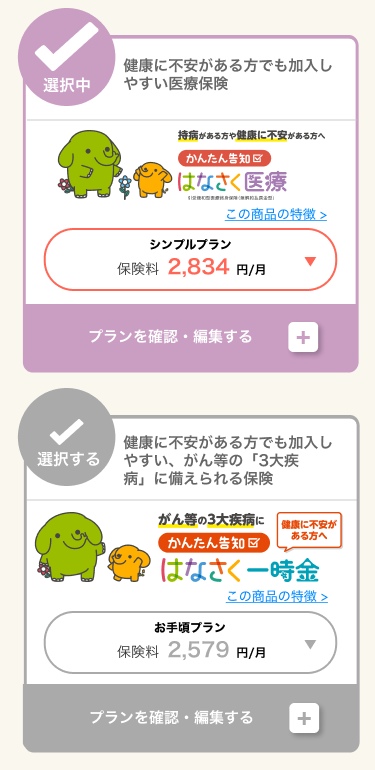 選択中
健康に不安がある方でも加入し
やすい医療保険
持病がある方や健康に不安がある方へ
かんたん告知
はなさく医療
この商品の特徴 >
シンプルプラン
保険料 2,834 円/月
プランを確認・編集する
選択する
健康に不安がある方でも加入し
やすい、がん等の「3大疾
病」に備えられる保険
がん等の3大疾病に
かんたん告知
健康に不安が
ある方へ
はなさく一時金
この商品の特徴 >
お手頃プラン
保険料 2,579 円/月
プランを確認・編集する